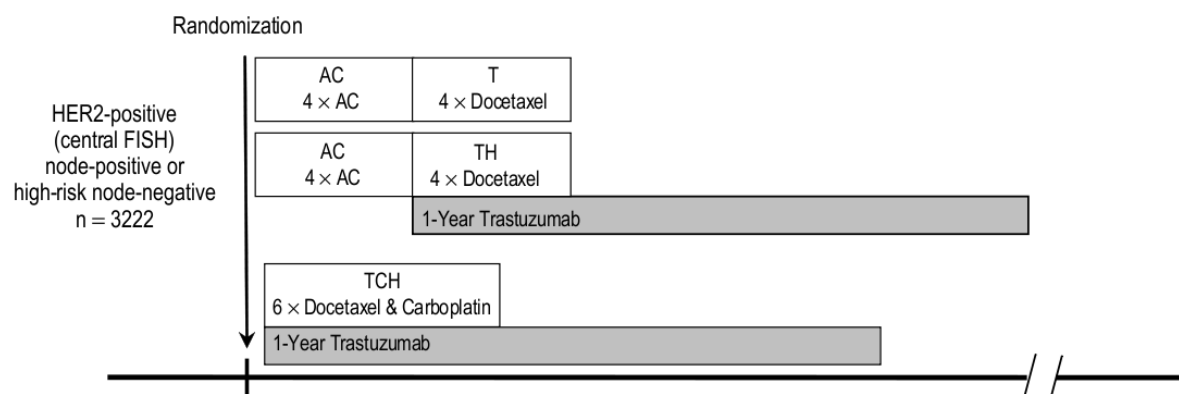 Randomization
HER2-positive
(central FISH)
node-positive or
high-risk node-negative
n = 3222
AC
4 × AC
T
4 × Docetaxel
AC
4 × AC
TH
4 × Docetaxel
1-Year Trastuzumab
TCH
6 × Docetaxel & Carboplatin
1-Year Trastuzumab